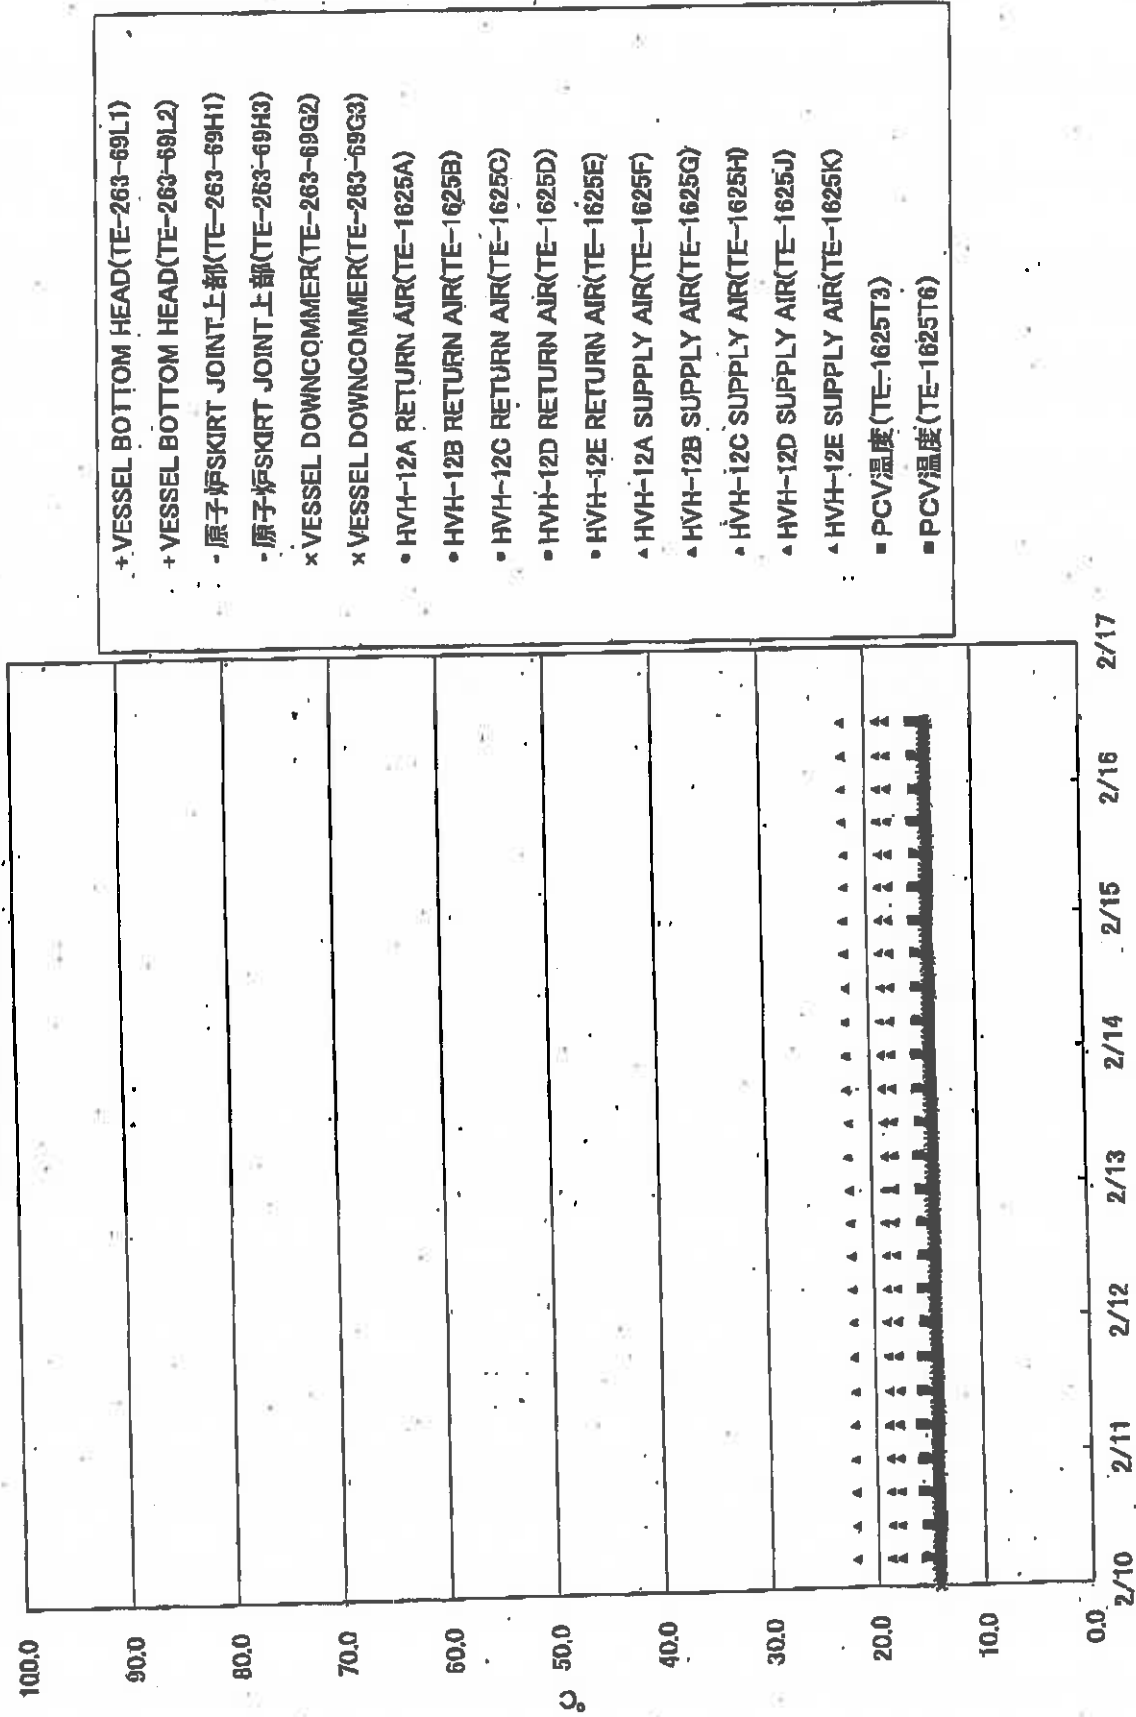 100.0
90.0
80.0
70.0
60.0
50.0
40.0
30.0
20.0
10.0
0.0
℃
2/10
2/11
2/12
2/13
2/14
2/15
2/16
2/17
+ VESSEL BOTTOM HEAD(TE-263-69L1)
+ VESSEL BOTTOM HEAD(TE-263-69L2)
- 原子炉SKIRT JOINT上部(TE-263-69H1)
- 原子炉SKIRT JOINT上部(TE-263-69H3)
× VESSEL DOWNCOMMER(TE-263-69G2)
× VESSEL DOWNCOMMER(TE-263-69G3)
● HVH-12A RETURN AIR(TE-1625A)
● HVH-12B RETURN AIR(TE-1625B)
● HVH-12C RETURN AIR(TE-1625C)
● HVH-12D RETURN AIR(TE-1625D)
● HVH-12E RETURN AIR(TE-1625E)
▲ HVH-12A SUPPLY AIR(TE-1625F)
▲ HVH-12B SUPPLY AIR(TE-1625G)
▲ HVH-12C SUPPLY AIR(TE-1625H)
▲ HVH-12D SUPPLY AIR(TE-1625J)
▲ HVH-12E SUPPLY AIR(TE-1625K)
■ PCV温度(TE-1625T3)
■ PCV温度(TE-1625T6)